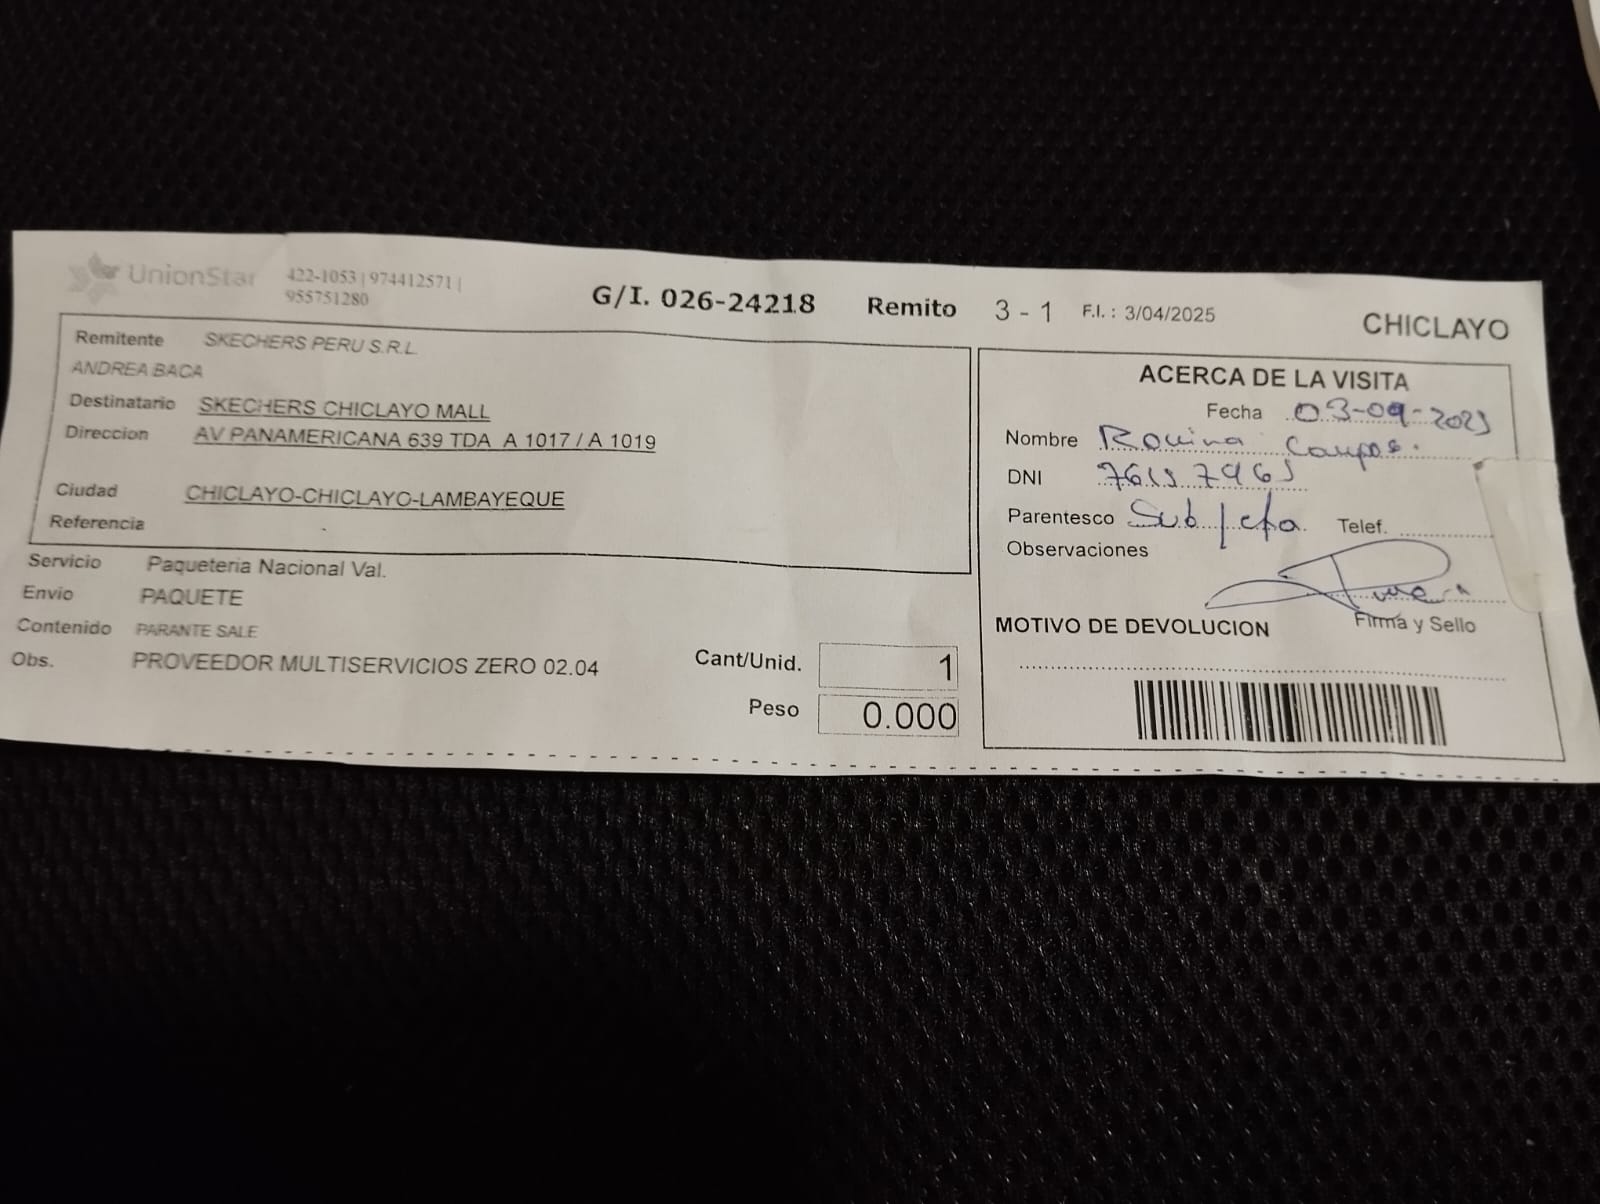 UnionStar 422-1053 | 974412571 |
955751280
G/I. 026-24218 Remito 3 - 1 F.I. : 3/04/2025 CHICLAYO
Remitente SKECHERS PERU S.R.L.
ANDREA BACA
Destinatario SKECHERS CHICLAYO MALL
Direccion AV PANAMERICANA 639 TDA A 1017 / A 1019
Ciudad CHICLAYO-CHICLAYO-LAMBAYEQUE
Referencia .
Servicio Paqueteria Nacional Val.
Envio PAQUETE
Contenido PARANTE SALE
Obs. PROVEEDOR MULTISERVICIOS ZERO 02.04
Cant/Unid. 1
Peso 0.000
ACERCA DE LA VISITA
Fecha
Nombre Campos.
DNI
Parentesco Sub Jefa Telef.
Observaciones
Firma y Sello
MOTIVO DE DEVOLUCION